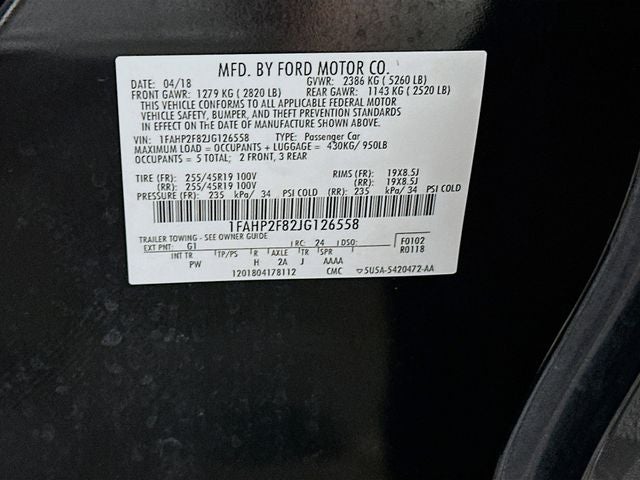 MFD. BY FORD MOTOR CO.
DATE: 04/18 GVWR: 2386 KG ( 5260 LB)
FRONT GAWR: 1279 KG ( 2820 LB) REAR GAWR: 1143 KG ( 2520 LB)
THIS VEHICLE CONFORMS TO ALL APPLICABLE FEDERAL MOTOR
VEHICLE SAFETY, BUMPER, AND THEFT PREVENTION STANDARDS
IN EFFECT ON THE DATE OF MANUFACTURE SHOWN ABOVE.
VIN: 1FAHP2F82JG126558 TYPE: Passenger Car
MAXIMUM LOAD = OCCUPANTS + LUGGAGE = 430KG/ 950LB
OCCUPANTS = 5 TOTAL; 2 FRONT, 3 REAR
TIRE (FR): 255/45R19 100V RIMS (FR): 19X8.5J
(RR): 255/45R19 100V (RR): 19X8.5J
PRESSURE (FR): 235 kPa/ 34 PSI COLD (RR): 235 kPa/ 34 PSI COLD
1FAHP2F82JG126558
TRAILER TOWING - SEE OWNER GUIDE
EXT PNT: G1 RC: 24 DSO: F0102
INT TR TP/PS R AXLE TR SPR R0118
PW H 2A J AAAA
1201804178112 CMC 5U5A-5420472-AA